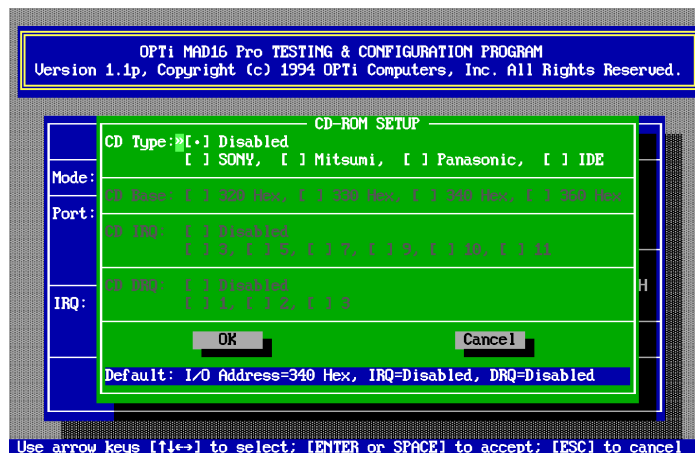 OPTi MAD16 Pro TESTING & CONFIGURATION PROGRAM
Version 1.1p, Copyright (c) 1994 OPTi Computers, Inc. All Rights Reserved.
CD-ROM SETUP
CD Type:»[·] Disabled
[ ] SONY, [ ] Mitsumi, [ ] Panasonic, [ ] IDE
Mode:
CD Base: [ ] 320 Hex, [ ] 330 Hex, [ ] 340 Hex, [ ] 360 Hex
Port:
CD IRQ: [ ] Disabled
[ ] 3, [ ] 5, [ ] 7, [ ] 9, [ ] 10, [ ] 11
CD DRQ: [ ] Disabled
H
IRQ:
[ ] 1, [ ] 2, [ ] 3
OK Cancel
Default: I/O Address=340 Hex, IRQ=Disabled, DRQ=Disabled
Use arrow keys [↑↓←→] to select; [ENTER or SPACE] to accept; [ESC] to cancel